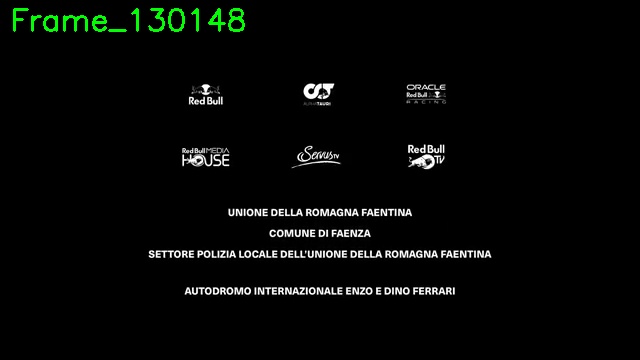 Frame_130148
Red Bull
ALPHATAURI
ORACLE
Red Bull
RACING
Red Bull MEDIA
HOUSE
ServusTV
Red Bull
TV
UNIONE DELLA ROMAGNA FAENTINA
COMUNE DI FAENZA
SETTORE POLIZIA LOCALE DELL'UNIONE DELLA ROMAGNA FAENTINA
AUTODROMO INTERNAZIONALE ENZO E DINO FERRARI